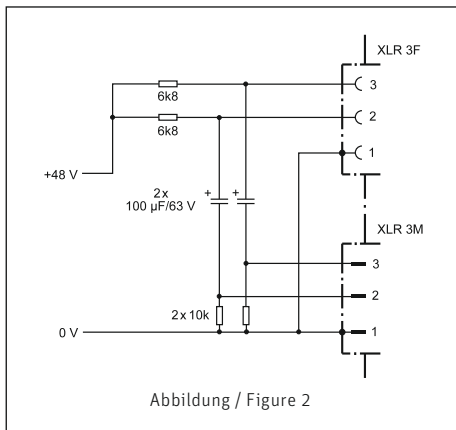 XLR 3F
3
6k8
2
6k8
1
+48 V
2x
+
+
100 µF/63 V
XLR 3M
3
2
2 x 10k
0 V
1
Abbildung / Figure 2